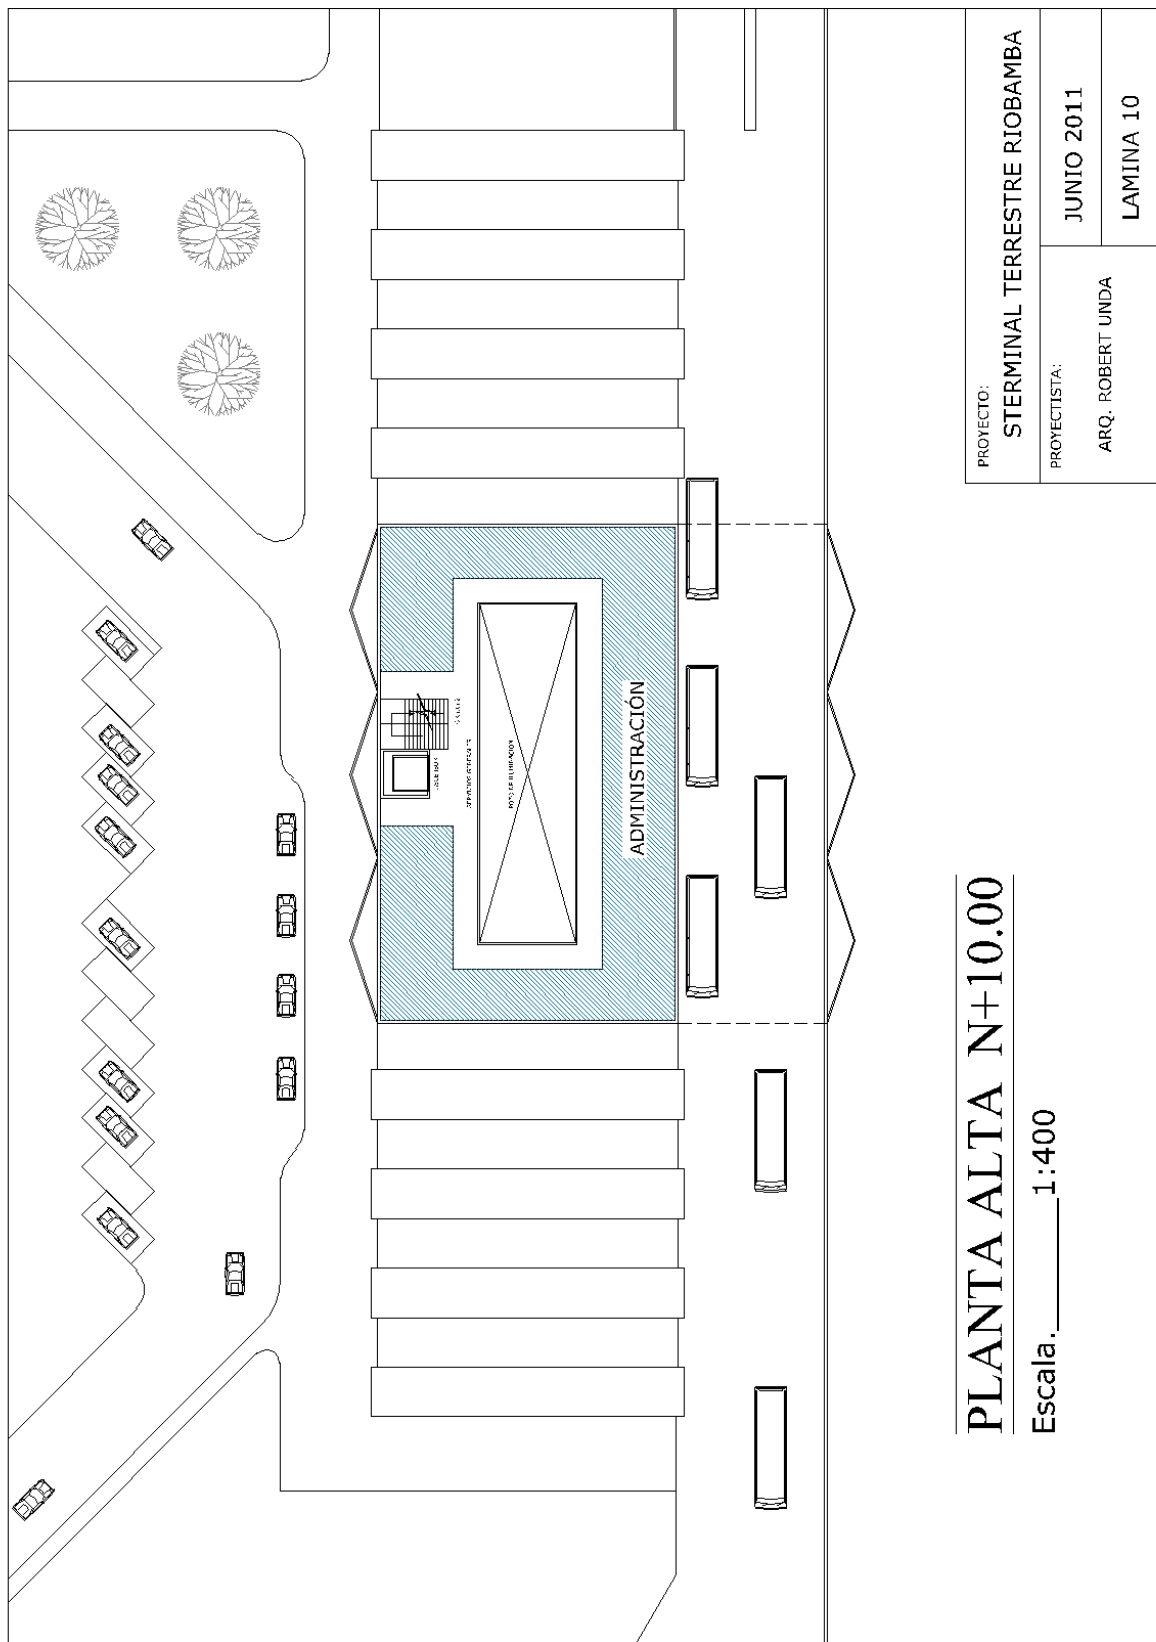 ADMINISTRACIÓN
PLANTA ALTA N+10.00
Escala.________1:400
PROYECTO:
STERMINAL TERRESTRE RIOBAMBA
PROYECTISTA:
ARQ. ROBERT UNDA
JUNIO 2011
LAMINA 10